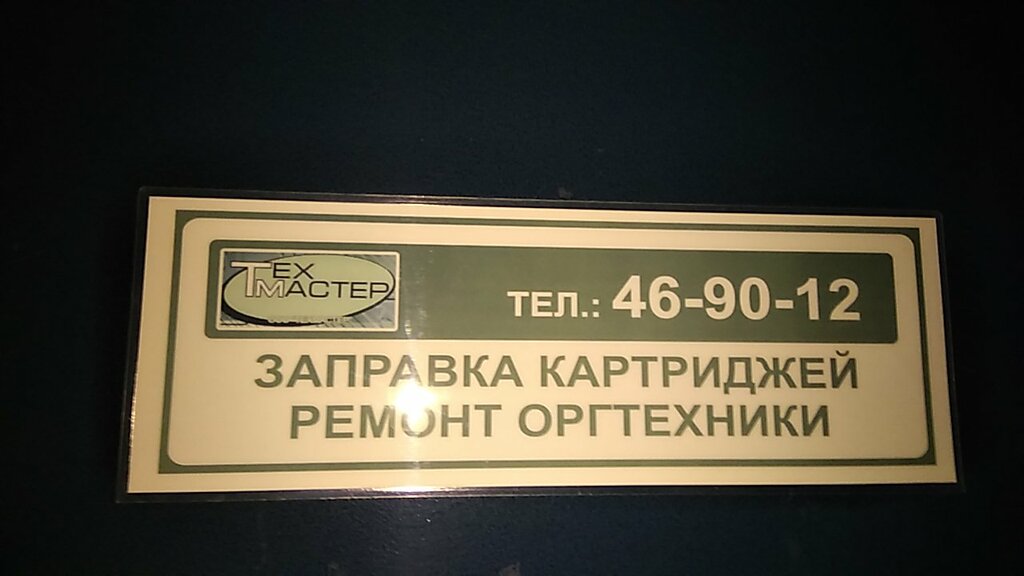 ТЕХ
МАСТЕР
ТЕЛ.: 46-90-12
ЗАПРАВКА КАРТРИДЖЕЙ
РЕМОНТ ОРГТЕХНИКИ